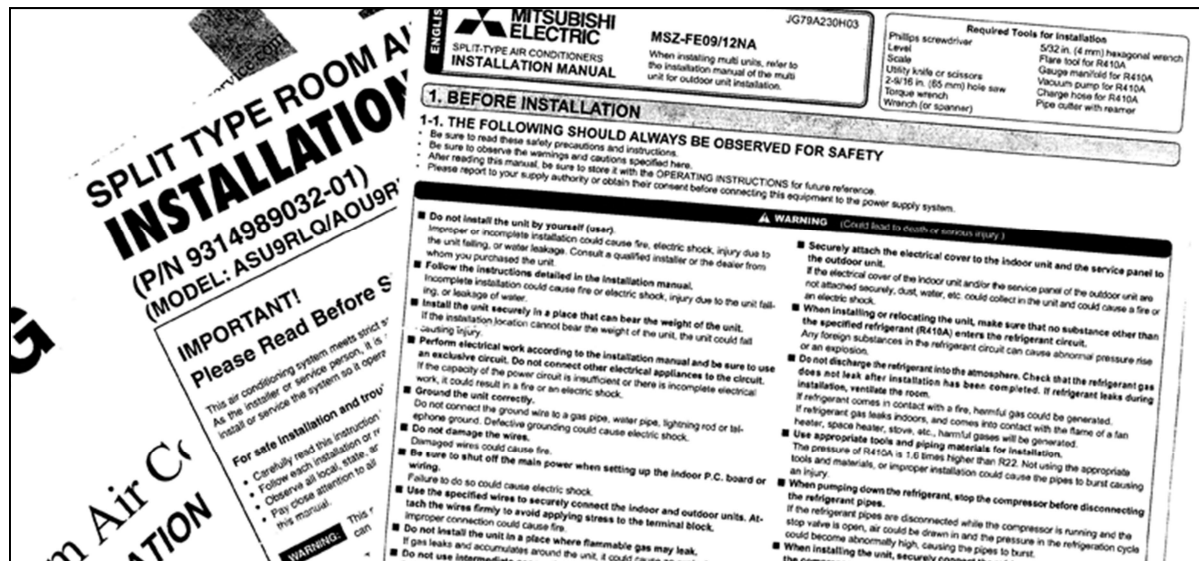 G
m Air C
ATION
rvice.com
SPLIT TYPE ROOM A
INSTALLATION
(P/N 9314989032-01)
(MODEL: ASU9RLQ/AOU9R
IMPORTANT!
Please Read Before S
This air conditioning system meets strict s
As the installer or service person, it is
install or service the system so it opera
For safe installation and trou
• Carefully read this instruction
• Follow each installation or r
• Observe all local, state, a
• Pay close attention to all
this manual.
WARNING:
This r
can
ENGLIS
MITSUBISHI
ELECTRIC
SPLIT-TYPE AIR CONDITIONERS
INSTALLATION MANUAL
JG79A230H03
MSZ-FE09/12NA
When installing multi units, refer to
the installation manual of the multi
unit for outdoor unit installation.
Required Tools for Installation
Phillips screwdriver
Level
Scale
Utility knife or scissors
2-9/16 in. (65 mm) hole saw
Torque wrench
Wrench (or spanner)
5/32 in. (4 mm) hexagonal wrench
Flare tool for R410A
Gauge manifold for R410A
Vacuum pump for R410A
Charge hose for R410A
Pipe cutter with reamer
1. BEFORE INSTALLATION
1-1. THE FOLLOWING SHOULD ALWAYS BE OBSERVED FOR SAFETY
• Be sure to read these safety precautions and instructions.
• Be sure to observe the warnings and cautions specified here.
• After reading this manual, be sure to store it with the OPERATING INSTRUCTIONS for future reference.
• Please report to your supply authority or obtain their consent before connecting this equipment to the power supply system.
WARNING (Could lead to death or serious injury.)
■ Do not install the unit by yourself (user).
Improper or incomplete installation could cause fire, electric shock, injury due to
the unit falling, or water leakage. Consult a qualified installer or the dealer from
whom you purchased the unit.
■ Follow the instructions detailed in the installation manual.
Incomplete installation could cause fire or electric shock, injury due to the unit fall-
ing, or leakage of water.
■ Install the unit securely in a place that can bear the weight of the unit.
If the installation location cannot bear the weight of the unit, the unit could fall
causing injury.
■ Perform electrical work according to the installation manual and be sure to use
an exclusive circuit. Do not connect other electrical appliances to the circuit.
If the capacity of the power circuit is insufficient or there is incomplete electrical
work, it could result in a fire or an electric shock.
■ Ground the unit correctly.
Do not connect the ground wire to a gas pipe, water pipe, lightning rod or tel-
ephone ground. Defective grounding could cause electric shock.
■ Do not damage the wires.
Damaged wires could cause fire.
■ Be sure to shut off the main power when setting up the indoor P.C. board or
wiring.
Failure to do so could cause electric shock.
■ Use the specified wires to securely connect the indoor and outdoor units. At-
tach the wires firmly to avoid applying stress to the terminal block.
Improper connection could cause fire.
■ Do not install the unit in a place where flammable gas may leak.
If gas leaks and accumulates around the unit, it could cause an
■ Do not use intermediate
■ Securely attach the electrical cover to the indoor unit and the service panel to
the outdoor unit.
If the electrical cover of the indoor unit and/or the service panel of the outdoor unit are
not attached securely, dust, water, etc. could collect in the unit and could cause a fire or
an electric shock.
■ When installing or relocating the unit, make sure that no substance other than
the specified refrigerant (R410A) enters the refrigerant circuit.
Any foreign substances in the refrigerant circuit can cause abnormal pressure rise
or an explosion.
■ Do not discharge the refrigerant into the atmosphere. Check that the refrigerant gas
does not leak after installation has been completed. If refrigerant leaks during
installation, ventilate the room.
If refrigerant comes in contact with a fire, harmful gas could be generated.
If refrigerant gas leaks indoors, and comes into contact with the flame of a fan
heater, space heater, stove, etc., harmful gases will be generated.
■ Use appropriate tools and piping materials for installation.
The pressure of R410A is 1.6 times higher than R22. Not using the appropriate
tools and materials, or improper installation could cause the pipes to burst causing
an injury.
■ When pumping down the refrigerant, stop the compressor before disconnecting
the refrigerant pipes.
If the refrigerant pipes are disconnected while the compressor is running and the
stop valve is open, air could be drawn in and the pressure in the refrigeration cycle
could become abnormally high, causing the pipes to burst.
■ When installing the unit, securely connect the